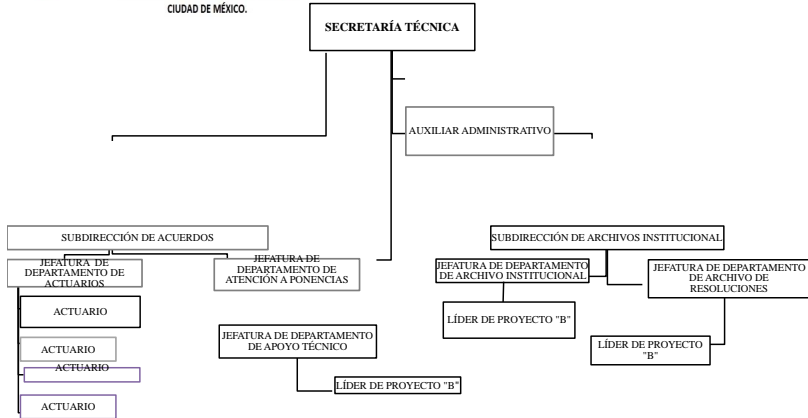 CIUDAD DE MÉXICO.
SECRETARÍA TÉCNICA
AUXILIAR ADMINISTRATIVO
SUBDIRECCIÓN DE ACUERDOS
SUBDIRECCIÓN DE ARCHIVOS INSTITUCIONAL
JEFATURA DE
DEPARTAMENTO DE
ACTUARIOS
JEFATURA DE
DEPARTAMENTO DE
ATENCIÓN A PONENCIAS
JEFATURA DE DEPARTAMENTO
DE ARCHIVO INSTITUCIONAL
JEFATURA DE DEPARTAMENTO
DE ARCHIVO DE
RESOLUCIONES
ACTUARIO
ACTUARIO
ACTUARIO
ACTUARIO
JEFATURA DE DEPARTAMENTO
DE APOYO TÉCNICO
LÍDER DE PROYECTO "B"
LÍDER DE PROYECTO "B"
LÍDER DE PROYECTO
"B"